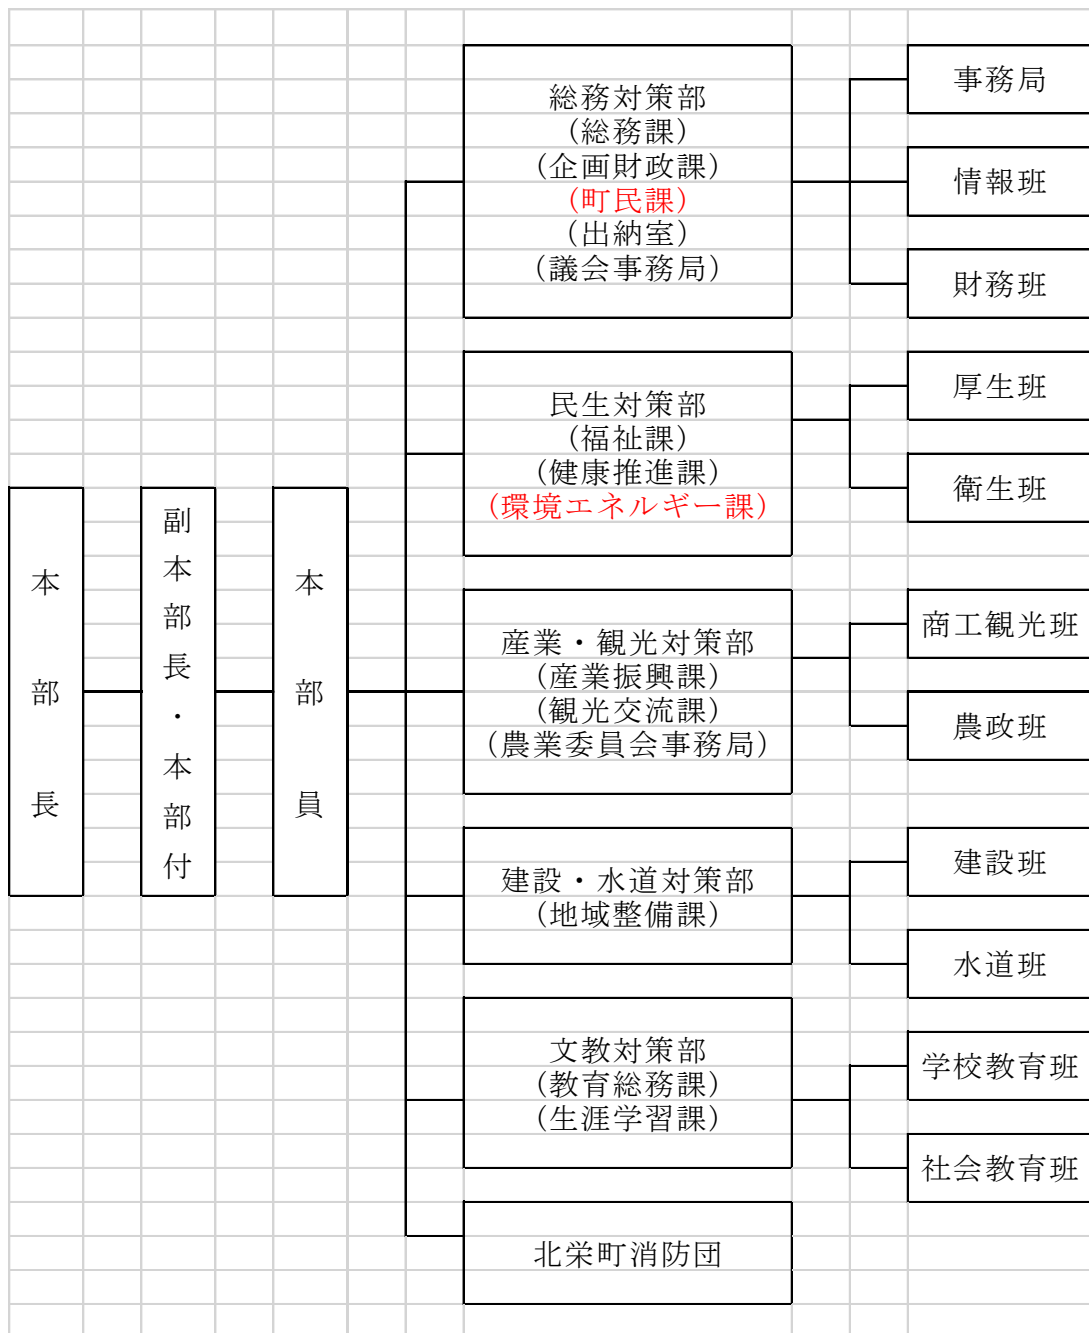 本部長
副本部長・本部付
本部員
総務対策部
（総務課）
（企画財政課）
（町民課）
（出納室）
（議会事務局）
事務局
情報班
財務班
民生対策部
（福祉課）
（健康推進課）
（環境エネルギー課）
厚生班
衛生班
産業・観光対策部
（産業振興課）
（観光交流課）
（農業委員会事務局）
商工観光班
農政班
建設・水道対策部
（地域整備課）
建設班
水道班
文教対策部
（教育総務課）
（生涯学習課）
学校教育班
社会教育班
北栄町消防団